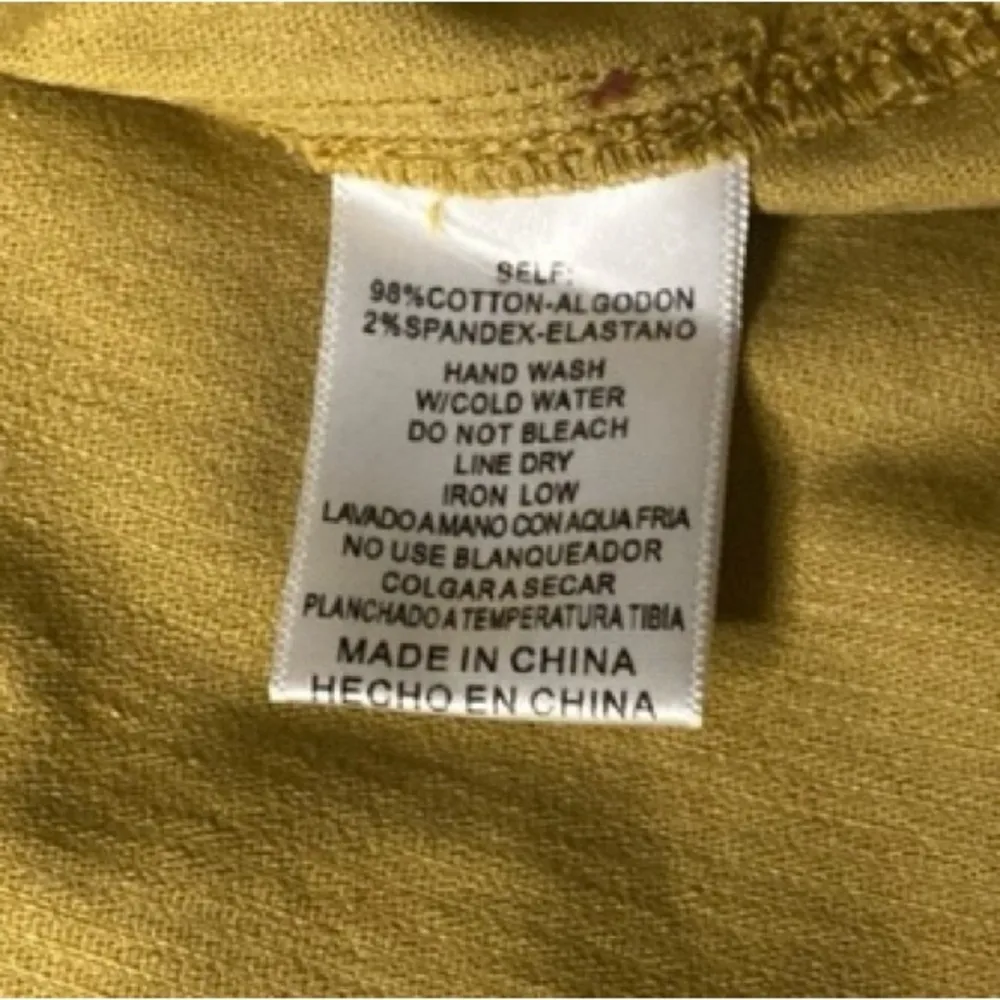 SELF:
98%COTTON-ALGODON
2%SPANDEX-ELASTANO
HAND WASH
W/COLD WATER
DO NOT BLEACH
LINE DRY
IRON LOW
LAVADO A MANO CON AQUA FRIA
NO USE BLANQUEADOR
COLGAR A SECAR
PLANCHADO A TEMPERATURA TIBIA
MADE IN CHINA
HECHO EN CHINA